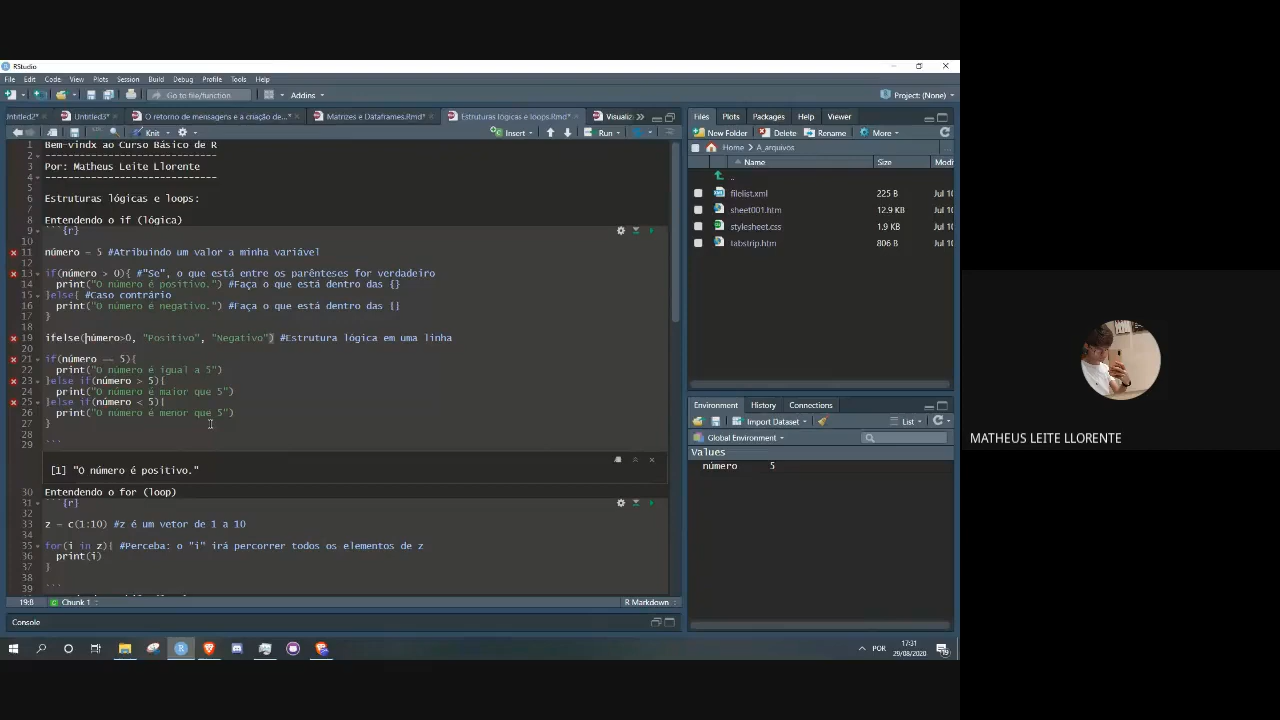 RStudio
File Edit Code View Plots Session Build Debug Profile Tools Help
Go to file/function Addins Project: (None)
Untitled3* O retorno de mensagens e a criação de...* Matrizes e Dataframes.Rmd* Estruturas lógicas e loops.Rmd* Visualiz
Knit Insert Run
1 Bem-vindx ao Curso Básico de R
2 -----------------------------
3 Por: Matheus Leite Llorente
4 -----------------------------
5
6 Estruturas lógicas e loops:
7
8 Entendendo o if (lógica)
9 ```{r}
10
11 número = 5 #Atribuindo um valor a minha variável
12
13 if(número > 0){ #"Se", o que está entre os parênteses for verdadeiro
14 print("O número é positivo.") #Faça o que está dentro das {}
15 }else{ #Caso contrário
16 print("O número é negativo.") #Faça o que está dentro das []
17 }
18
19 ifelse(número>0, "Positivo", "Negativo") #Estrutura lógica em uma linha
20
21 if(número == 5){
22 print("O número é igual a 5")
23 }else if(número > 5){
24 print("O número é maior que 5")
25 }else if(número < 5){
26 print("O número é menor que 5")
27 }
28
29 ```
[1] "O número é positivo."
30 Entendendo o for (loop)
31 ```{r}
32
33 z = c(1:10) #z é um vetor de 1 a 10
34
35 for(i in z){ #Perceba: o "i" irá percorrer todos os elementos de z
36 print(i)
37 }
38
39 ```
19:8 Chunk 1 R Markdown
Console
Files Plots Packages Help Viewer
New Folder Delete Rename More
Home A_arquivos
Name Size Modi
..
filelist.xml 225 B Jul 10
sheet001.htm 12.9 KB Jul 10
stylesheet.css 1.9 KB Jul 10
tabstrip.htm 806 B Jul 10
Environment History Connections
Import Dataset List
Global Environment
Values
número 5
POR 17:31
29/08/2020
MATHEUS LEITE LLORENTE